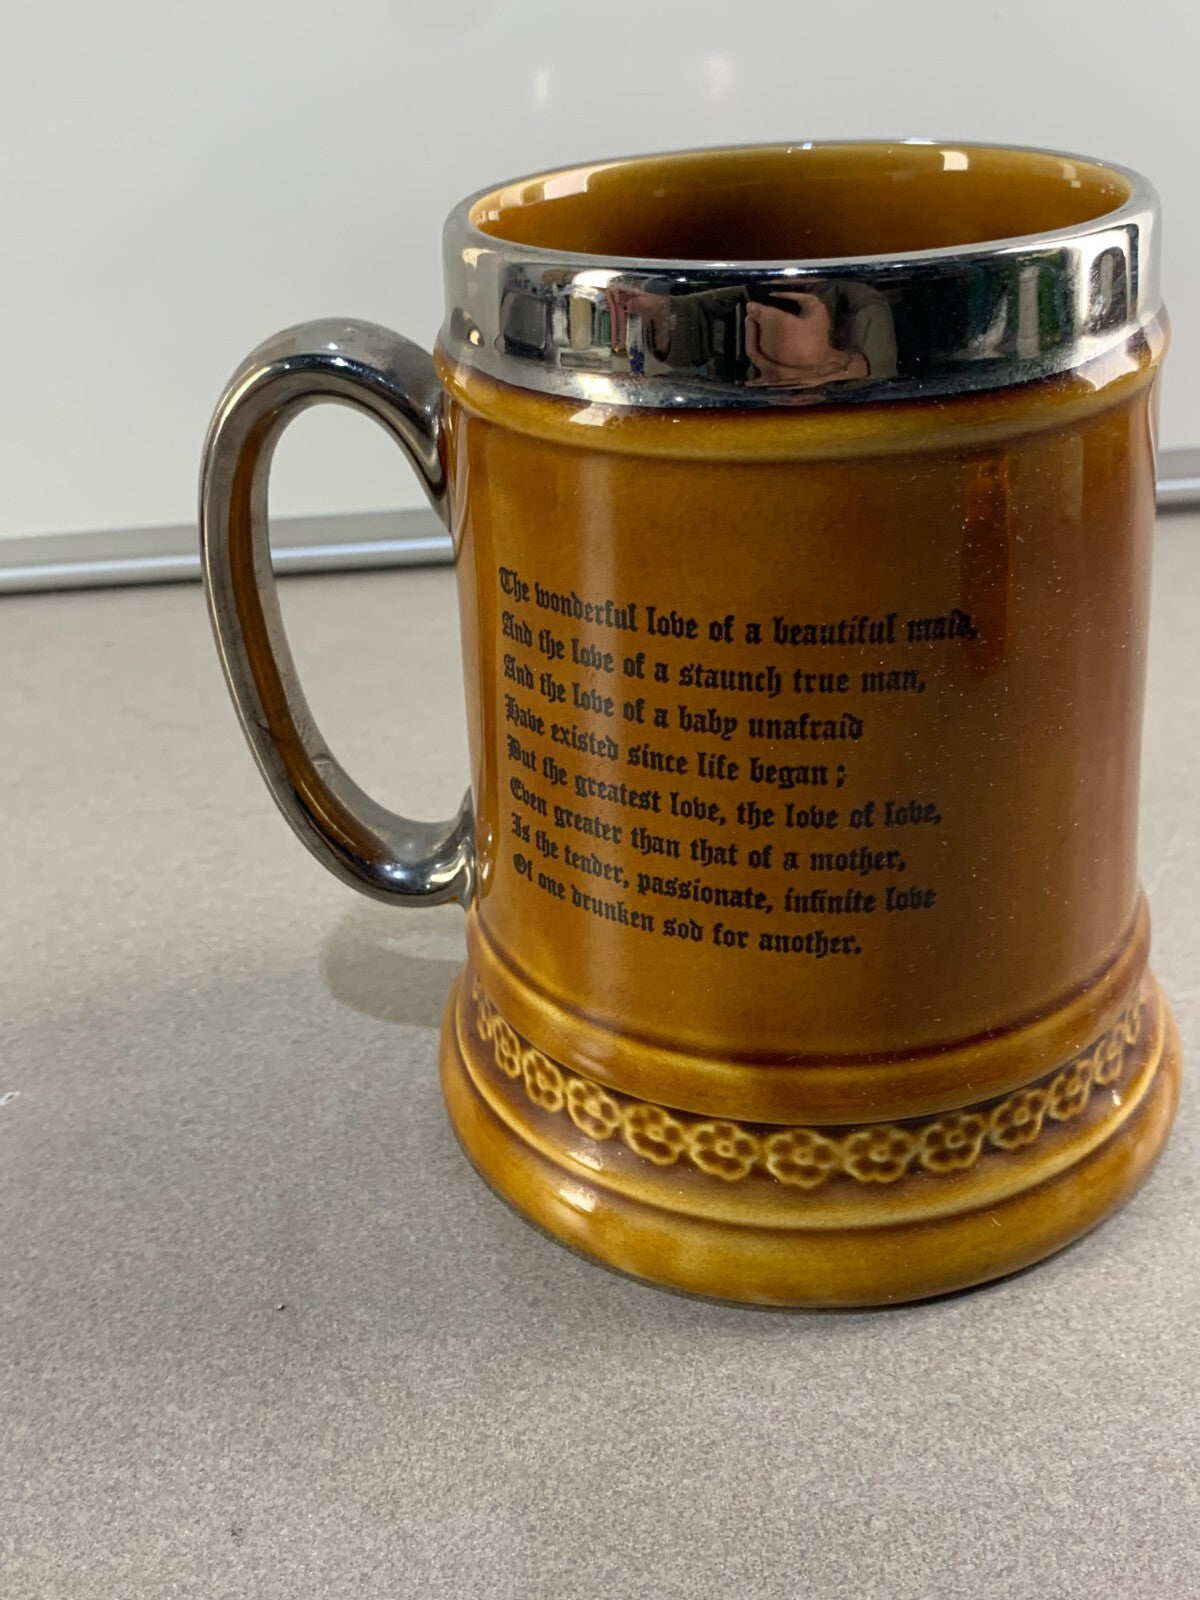 The wonderful love of a beautiful maid,
And the love of a staunch true man,
And the love of a baby unafraid
Have existed since life began ;
But the greatest love, the love of love,
Even greater than that of a mother,
Is the tender, passionate, infinite love
Of one drunken sod for another.